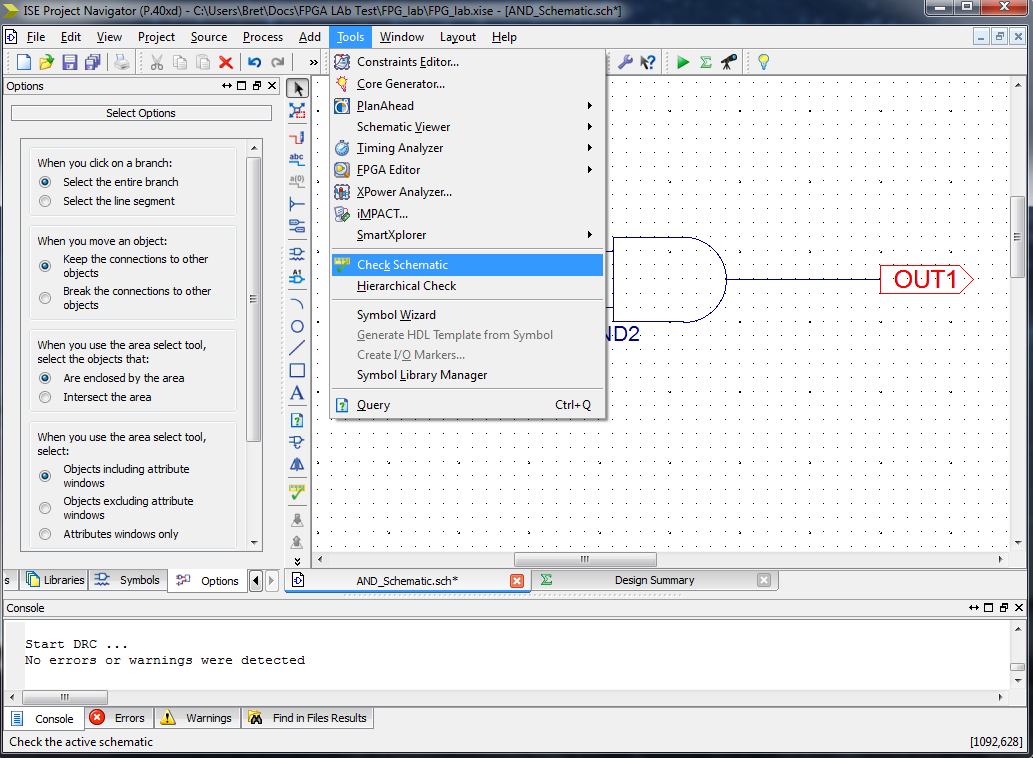 ISE Project Navigator (P.40xd) - C:\Users\Bret\Docs\FPGA LAb Test\FPG_lab\FPG_lab.xise - [AND_Schematic.sch*]
File Edit View Project Source Process Add Tools Window Layout Help
»
Options
Select Options
When you click on a branch:
Select the entire branch
Select the line segment
When you move an object:
Keep the connections to other
objects
Break the connections to other
objects
When you use the area select tool,
select the objects that:
Are enclosed by the area
Intersect the area
When you use the area select tool,
select:
Objects including attribute
windows
Objects excluding attribute
windows
Attributes windows only
abc
a(0)
A1
A
Constraints Editor...
Core Generator...
PlanAhead
Schematic Viewer
Timing Analyzer
FPGA Editor
XPower Analyzer...
iMPACT...
SmartXplorer
Check Schematic
Hierarchical Check
Symbol Wizard
Generate HDL Template from Symbol
Create I/O Markers...
Symbol Library Manager
Query Ctrl+Q
OUT1
ND2
s Libraries Symbols Options
AND_Schematic.sch* Design Summary
Console
Start DRC ...
No errors or warnings were detected
Console Errors Warnings Find in Files Results
Check the active schematic [1092,628]